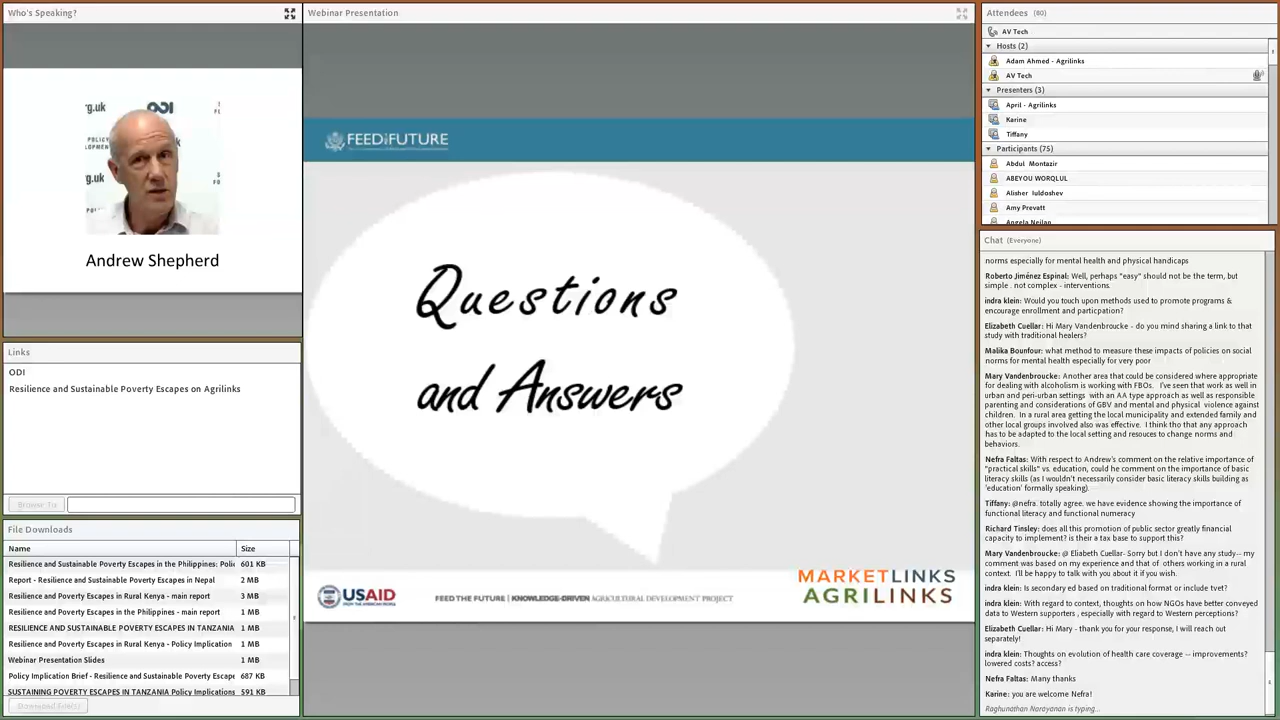 Who's Speaking?
ODI
Andrew Shepherd
Links
ODI
Resilience and Sustainable Poverty Escapes on Agrilinks
Browse To
File Downloads
Name Size
Resilience and Sustainable Poverty Escapes in the Philippines: Polic 601 KB
Report - Resilience and Sustainable Poverty Escapes in Nepal 2 MB
Resilience and Sustainable Poverty Escapes in Rural Kenya - main report 3 MB
Resilience and Poverty Escapes in the Philippines - main report 1 MB
RESILIENCE AND SUSTAINABLE POVERTY ESCAPES IN TANZANIA 1 MB
Resilience and Poverty Escapes in Rural Kenya - Policy Implication 1 MB
Webinar Presentation Slides 1 MB
Policy Implication Brief - Resilience and Sustainable Poverty Escape 687 KB
SUSTAINING POVERTY ESCAPES IN TANZANIA Policy Implications 591 KB
Download File(s)
Webinar Presentation
FEED THE FUTURE
Questions
and Answers
USAID
FROM THE AMERICAN PEOPLE
FEED THE FUTURE | KNOWLEDGE-DRIVEN AGRICULTURAL DEVELOPMENT PROJECT
MARKETLINKS
AGRILINKS
Attendees (80)
AV Tech
Hosts (2)
Adam Ahmed - Agrilinks
AV Tech
Presenters (3)
April - Agrilinks
Karine
Tiffany
Participants (75)
Abdul Montazir
ABEYOU WORQLUL
Alisher Iuldoshev
Amy Prevatt
Angela Neilan
Chat (Everyone)
norms especially for mental health and physical handicaps
Roberto Jiménez Espinal: Well, perhaps "easy" should not be the term, but
simple . not complex - interventions.
indra klein: Would you touch upon methods used to promote programs &
encourage enrollment and particpation?
Elizabeth Cuellar: Hi Mary Vandenbroucke - do you mind sharing a link to that
study with traditional healers?
Malika Bounfour: what method to measure these impacts of policies on social
norms for mental health especially for very poor
Mary Vandenbroucke: Another area that could be considered where appropriate
for dealing with alcoholism is working with FBOs. I've seen that work as well in
urban and peri-urban settings with an AA type approach as well as responsible
parenting and considerations of GBV and mental and physical violence against
children. In a rural area getting the local municipality and extended family and
other local groups involved also was effective. I think tho that any approach
has to be adapted to the local setting and resouces to change norms and
behaviors.
Nefra Faltas: With respect to Andrew's comment on the relative importance of
"practical skills" vs. education, could be comment on the importance of basic
literacy skills (as I wouldn't necessarily consider basic literacy skills building as
'education' formally speaking).
Tiffany: @nefra. totally agree. we have evidence showing the importance of
functional literacy and functional numeracy
Richard Tinsley: does all this promotion of public sector greatly financial
capacity to implement? is their a tax base to support this?
Mary Vandenbroucke: @ Eliabeth Cuellar- Sorry but I don't have any study-- my
comment was based on my experience and that of others working in a rural
context. I'll be happy to talk with you about it if you wish.
indra klein: Is secondary ed based on traditional format or include tvet?
indra klein: With regard to context, thoughts on how NGOs have better conveyed
data to Western supporters , especially with regard to Western perceptions?
Elizabeth Cuellar: Hi Mary - thank you for your response, I will reach out
separately!
indra klein: Thoughts on evolution of health care coverage -- improvements?
lowered costs? access?
Nefra Faltas: Many thanks
Karine: you are welcome Nefra!
Raghunathan Narayanan is typing...